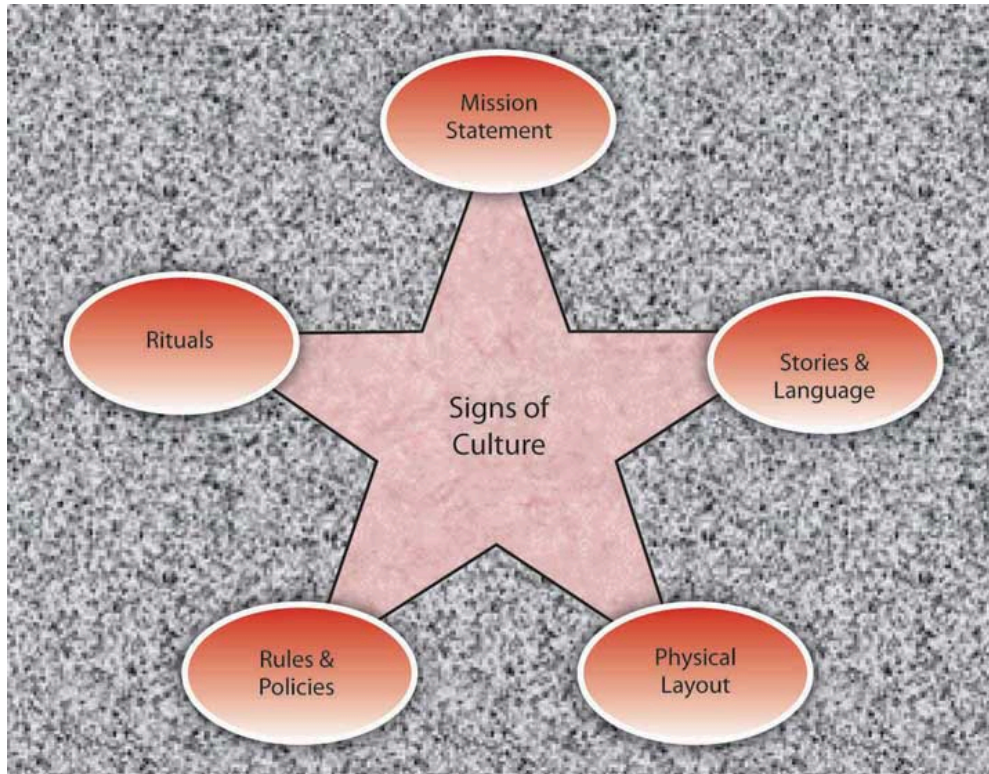 Mission
Statement
Rituals
Stories &
Language
Signs of
Culture
Rules &
Policies
Physical
Layout